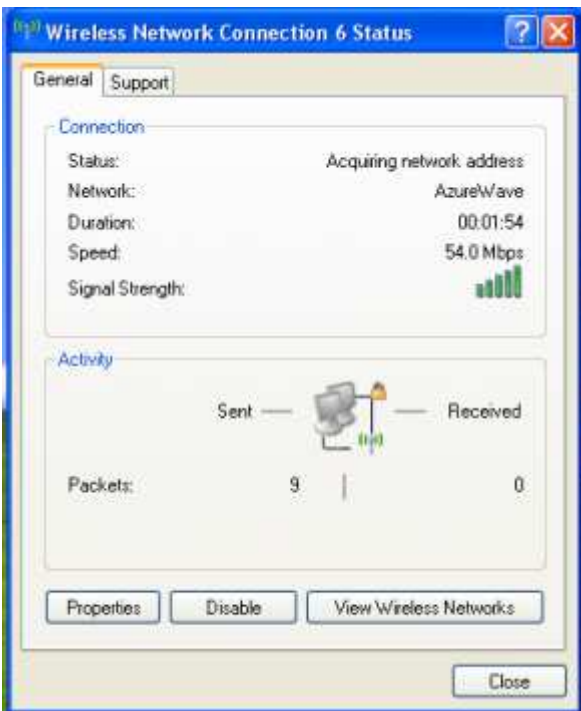 Wireless Network Connection 6 Status
General Support
Connection
Status: Acquiring network address
Network: AzureWave
Duration: 00:01:54
Speed: 54.0 Mbps
Signal Strength:
Activity
Sent — — Received
Packets: 9 | 0
Properties Disable View Wireless Networks
Close